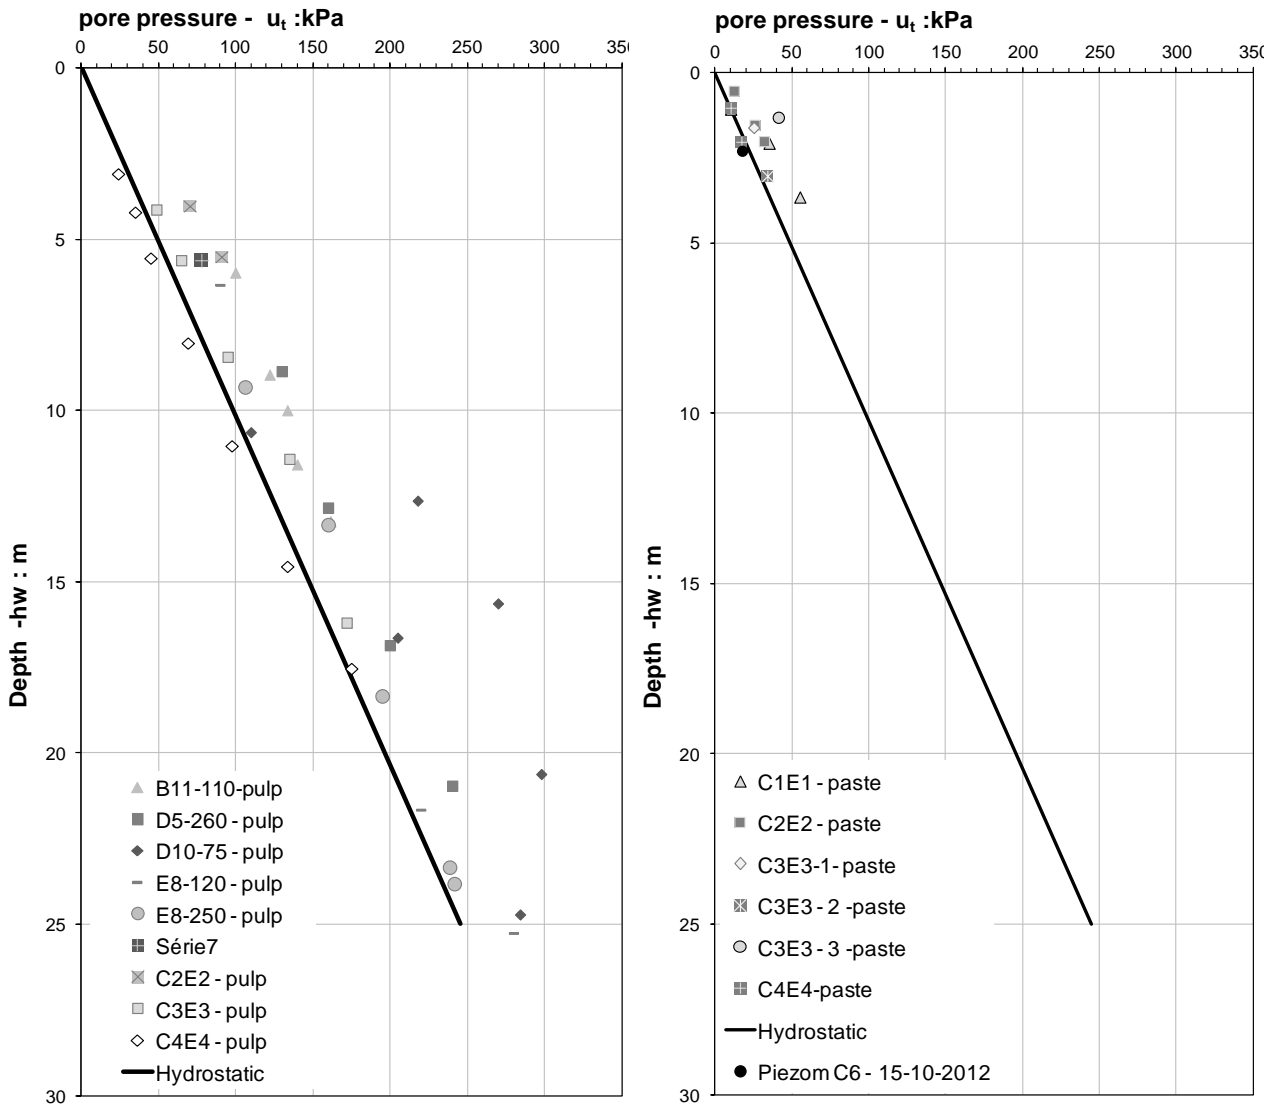 pore pressure - ut :kPa
0 50 100 150 200 250 300 35
0
5
10
15
20
25
30
Depth -hw : m
B11-110-pulp
D5-260 - pulp
D10-75 - pulp
E8-120 - pulp
E8-250 - pulp
Série7
C2E2 - pulp
C3E3 - pulp
C4E4 - pulp
Hydrostatic
pore pressure - ut :kPa
0 50 100 150 200 250 300 350
0
5
10
15
20
25
30
Depth -hw : m
C1E1 - paste
C2E2 - paste
C3E3-1- paste
C3E3 - 2 -paste
C3E3 - 3 -paste
C4E4-paste
Hydrostatic
Piezom C6 - 15-10-2012